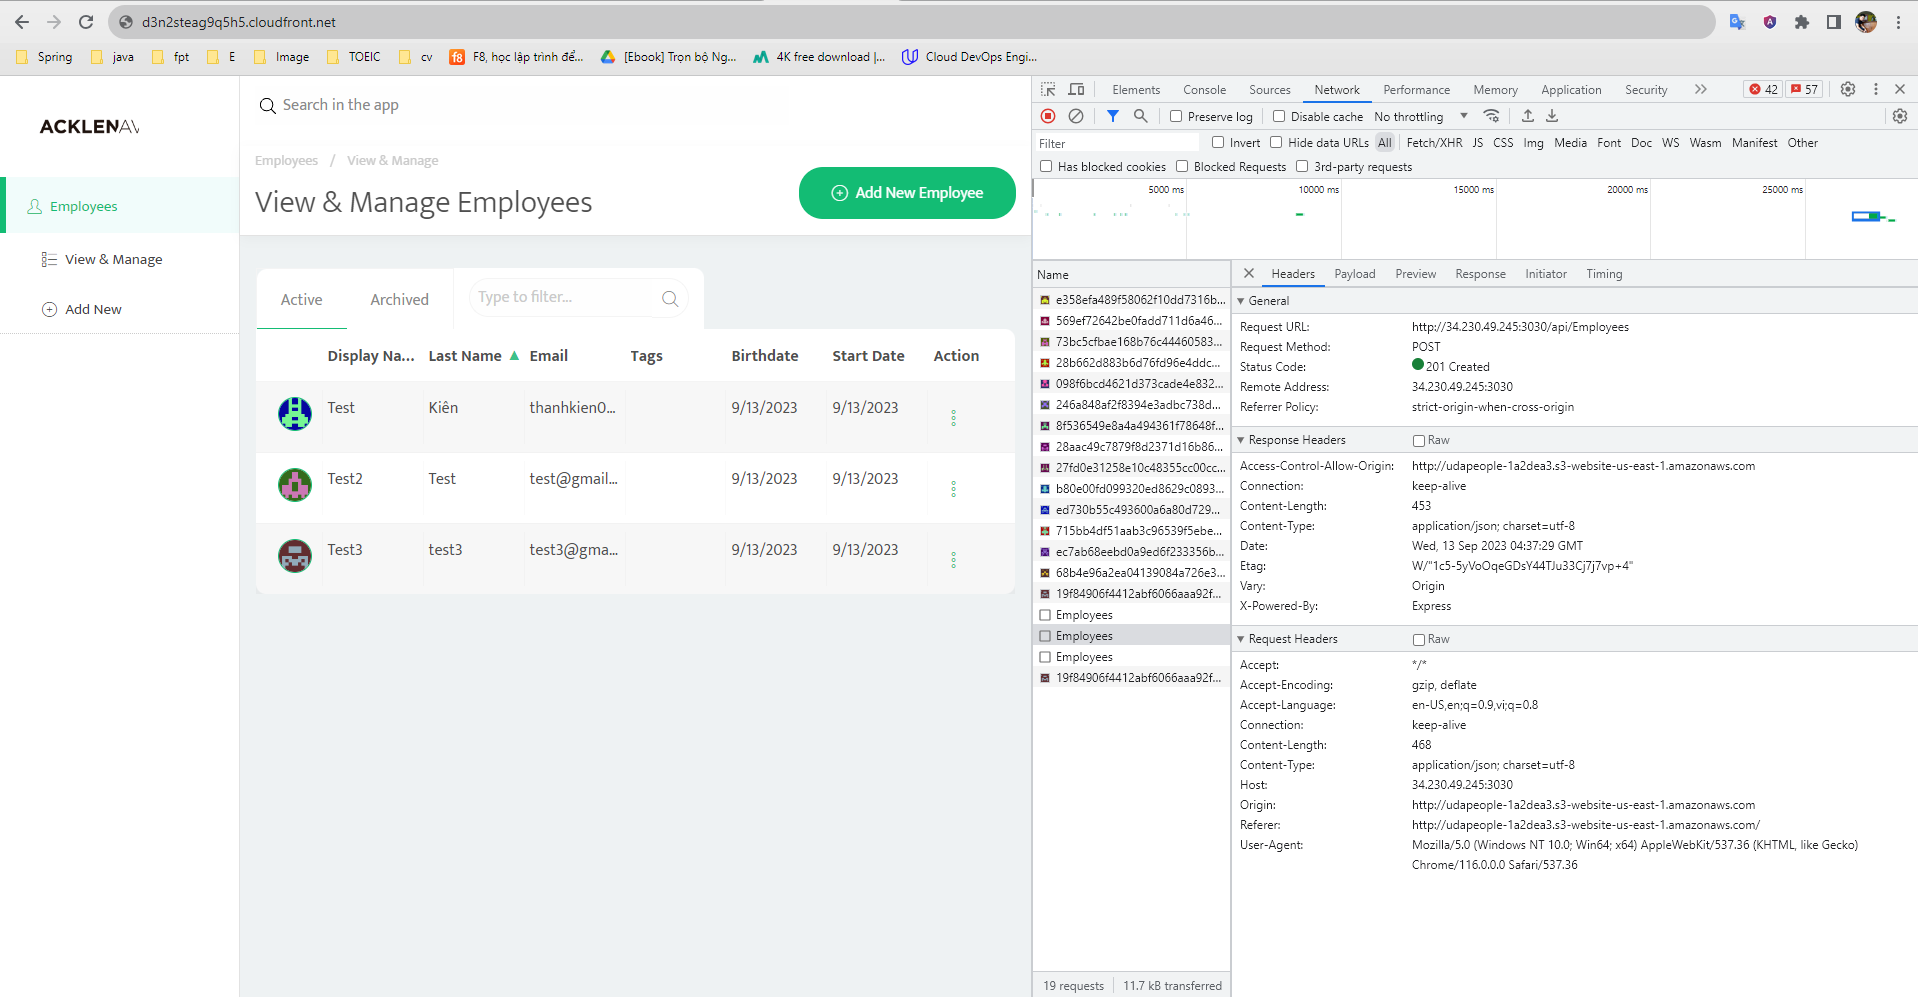 d3n2steag9q5h5.cloudfront.net
Spring java fpt E Image TOEIC cv F8, học lập trình để... [Ebook] Trọn bộ Ng... 4K free download |... Cloud DevOps Engi...
ACKLENAV
Employees
View & Manage
Add New
Search in the app
Employees / View & Manage
View & Manage Employees
Add New Employee
Active Archived Type to filter...
Display Na... Last Name Email Tags Birthdate Start Date Action
Test Kiên thanhkien0... 9/13/2023 9/13/2023
Test2 Test test@gmail... 9/13/2023 9/13/2023
Test3 test3 test3@gma... 9/13/2023 9/13/2023
Elements Console Sources Network Performance Memory Application Security 42 57
Preserve log Disable cache No throttling
Filter Invert Hide data URLs All Fetch/XHR JS CSS Img Media Font Doc WS Wasm Manifest Other
Has blocked cookies Blocked Requests 3rd-party requests
5000 ms 10000 ms 15000 ms 20000 ms 25000 ms
Name
e358efa489f58062f10dd7316b...
569ef72642be0fadd711d6a46...
73bc5cfbae168b76c44460583...
28b662d883b6d76fd96e4ddc...
098f6bcd4621d373cade4e832...
246a848af2f8394e3adbc738d...
8f536549e8a4a494361f78648f...
28aac49c7879f8d2371d16b86...
27fd0e31258e10c48355cc00cc...
b80e00fd099320ed8629c0893...
ed730b55c493600a6a80d729...
715bb4df51aab3c96539f5ebe...
ec7ab68eebd0a9ed6f233356b...
68b4e96a2ea04139084a726e3...
19f84906f4412abf6066aaa92f...
Employees
Employees
Employees
19f84906f4412abf6066aaa92f...
19 requests 11.7 kB transferred
Headers Payload Preview Response Initiator Timing
General
Request URL: http://34.230.49.245:3030/api/Employees
Request Method: POST
Status Code: 201 Created
Remote Address: 34.230.49.245:3030
Referrer Policy: strict-origin-when-cross-origin
Response Headers Raw
Access-Control-Allow-Origin: http://udapeople-1a2dea3.s3-website-us-east-1.amazonaws.com
Connection: keep-alive
Content-Length: 453
Content-Type: application/json; charset=utf-8
Date: Wed, 13 Sep 2023 04:37:29 GMT
Etag: W/"1c5-5yVoOqeGDsY44TJu33Cj7j7vp+4"
Vary: Origin
X-Powered-By: Express
Request Headers Raw
Accept: */*
Accept-Encoding: gzip, deflate
Accept-Language: en-US,en;q=0.9,vi;q=0.8
Connection: keep-alive
Content-Length: 468
Content-Type: application/json; charset=utf-8
Host: 34.230.49.245:3030
Origin: http://udapeople-1a2dea3.s3-website-us-east-1.amazonaws.com
Referer: http://udapeople-1a2dea3.s3-website-us-east-1.amazonaws.com/
User-Agent: Mozilla/5.0 (Windows NT 10.0; Win64; x64) AppleWebKit/537.36 (KHTML, like Gecko)
Chrome/116.0.0.0 Safari/537.36